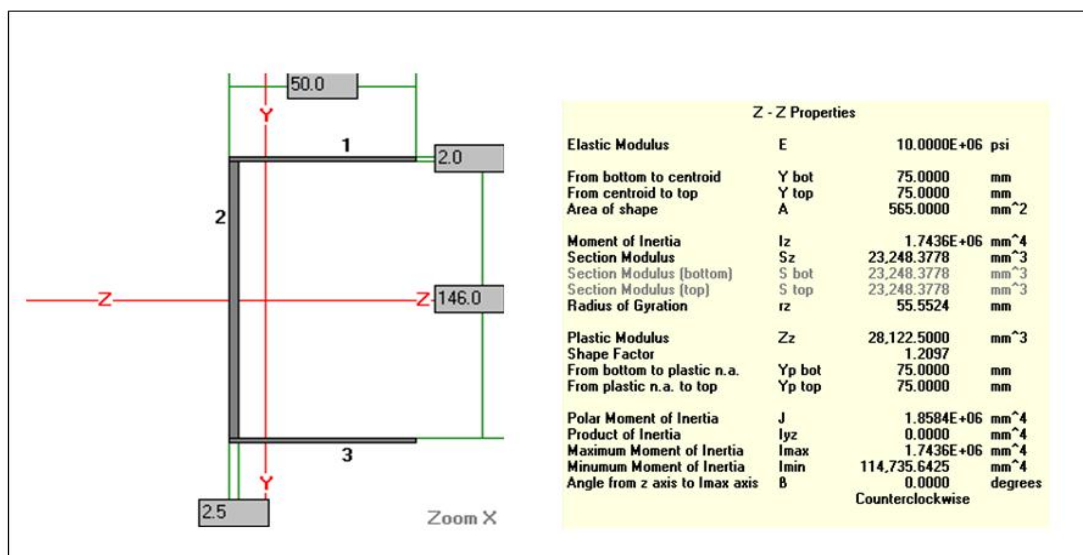 50.0
Y
1
2.0
2
Z
Z
146.0
3
Y
2.5
Zoom X
Z - Z Properties
Elastic Modulus E 10.0000E+06 psi
From bottom to centroid Y bot 75.0000 mm
From centroid to top Y top 75.0000 mm
Area of shape A 565.0000 mm^2
Moment of Inertia Iz 1.7436E+06 mm^4
Section Modulus Sz 23,248.3778 mm^3
Section Modulus (bottom) S bot 23,248.3778 mm^3
Section Modulus (top) S top 23,248.3778 mm^3
Radius of Gyration rz 55.5524 mm
Plastic Modulus Zz 28,122.5000 mm^3
Shape Factor 1.2097
From bottom to plastic n.a. Yp bot 75.0000 mm
From plastic n.a. to top Yp top 75.0000 mm
Polar Moment of Inertia J 1.8584E+06 mm^4
Product of Inertia Iyz 0.0000 mm^4
Maximum Moment of Inertia Imax 1.7436E+06 mm^4
Minumum Moment of Inertia Imin 114,735.6425 mm^4
Angle from z axis to Imax axis ß 0.0000 degrees
Counterclockwise